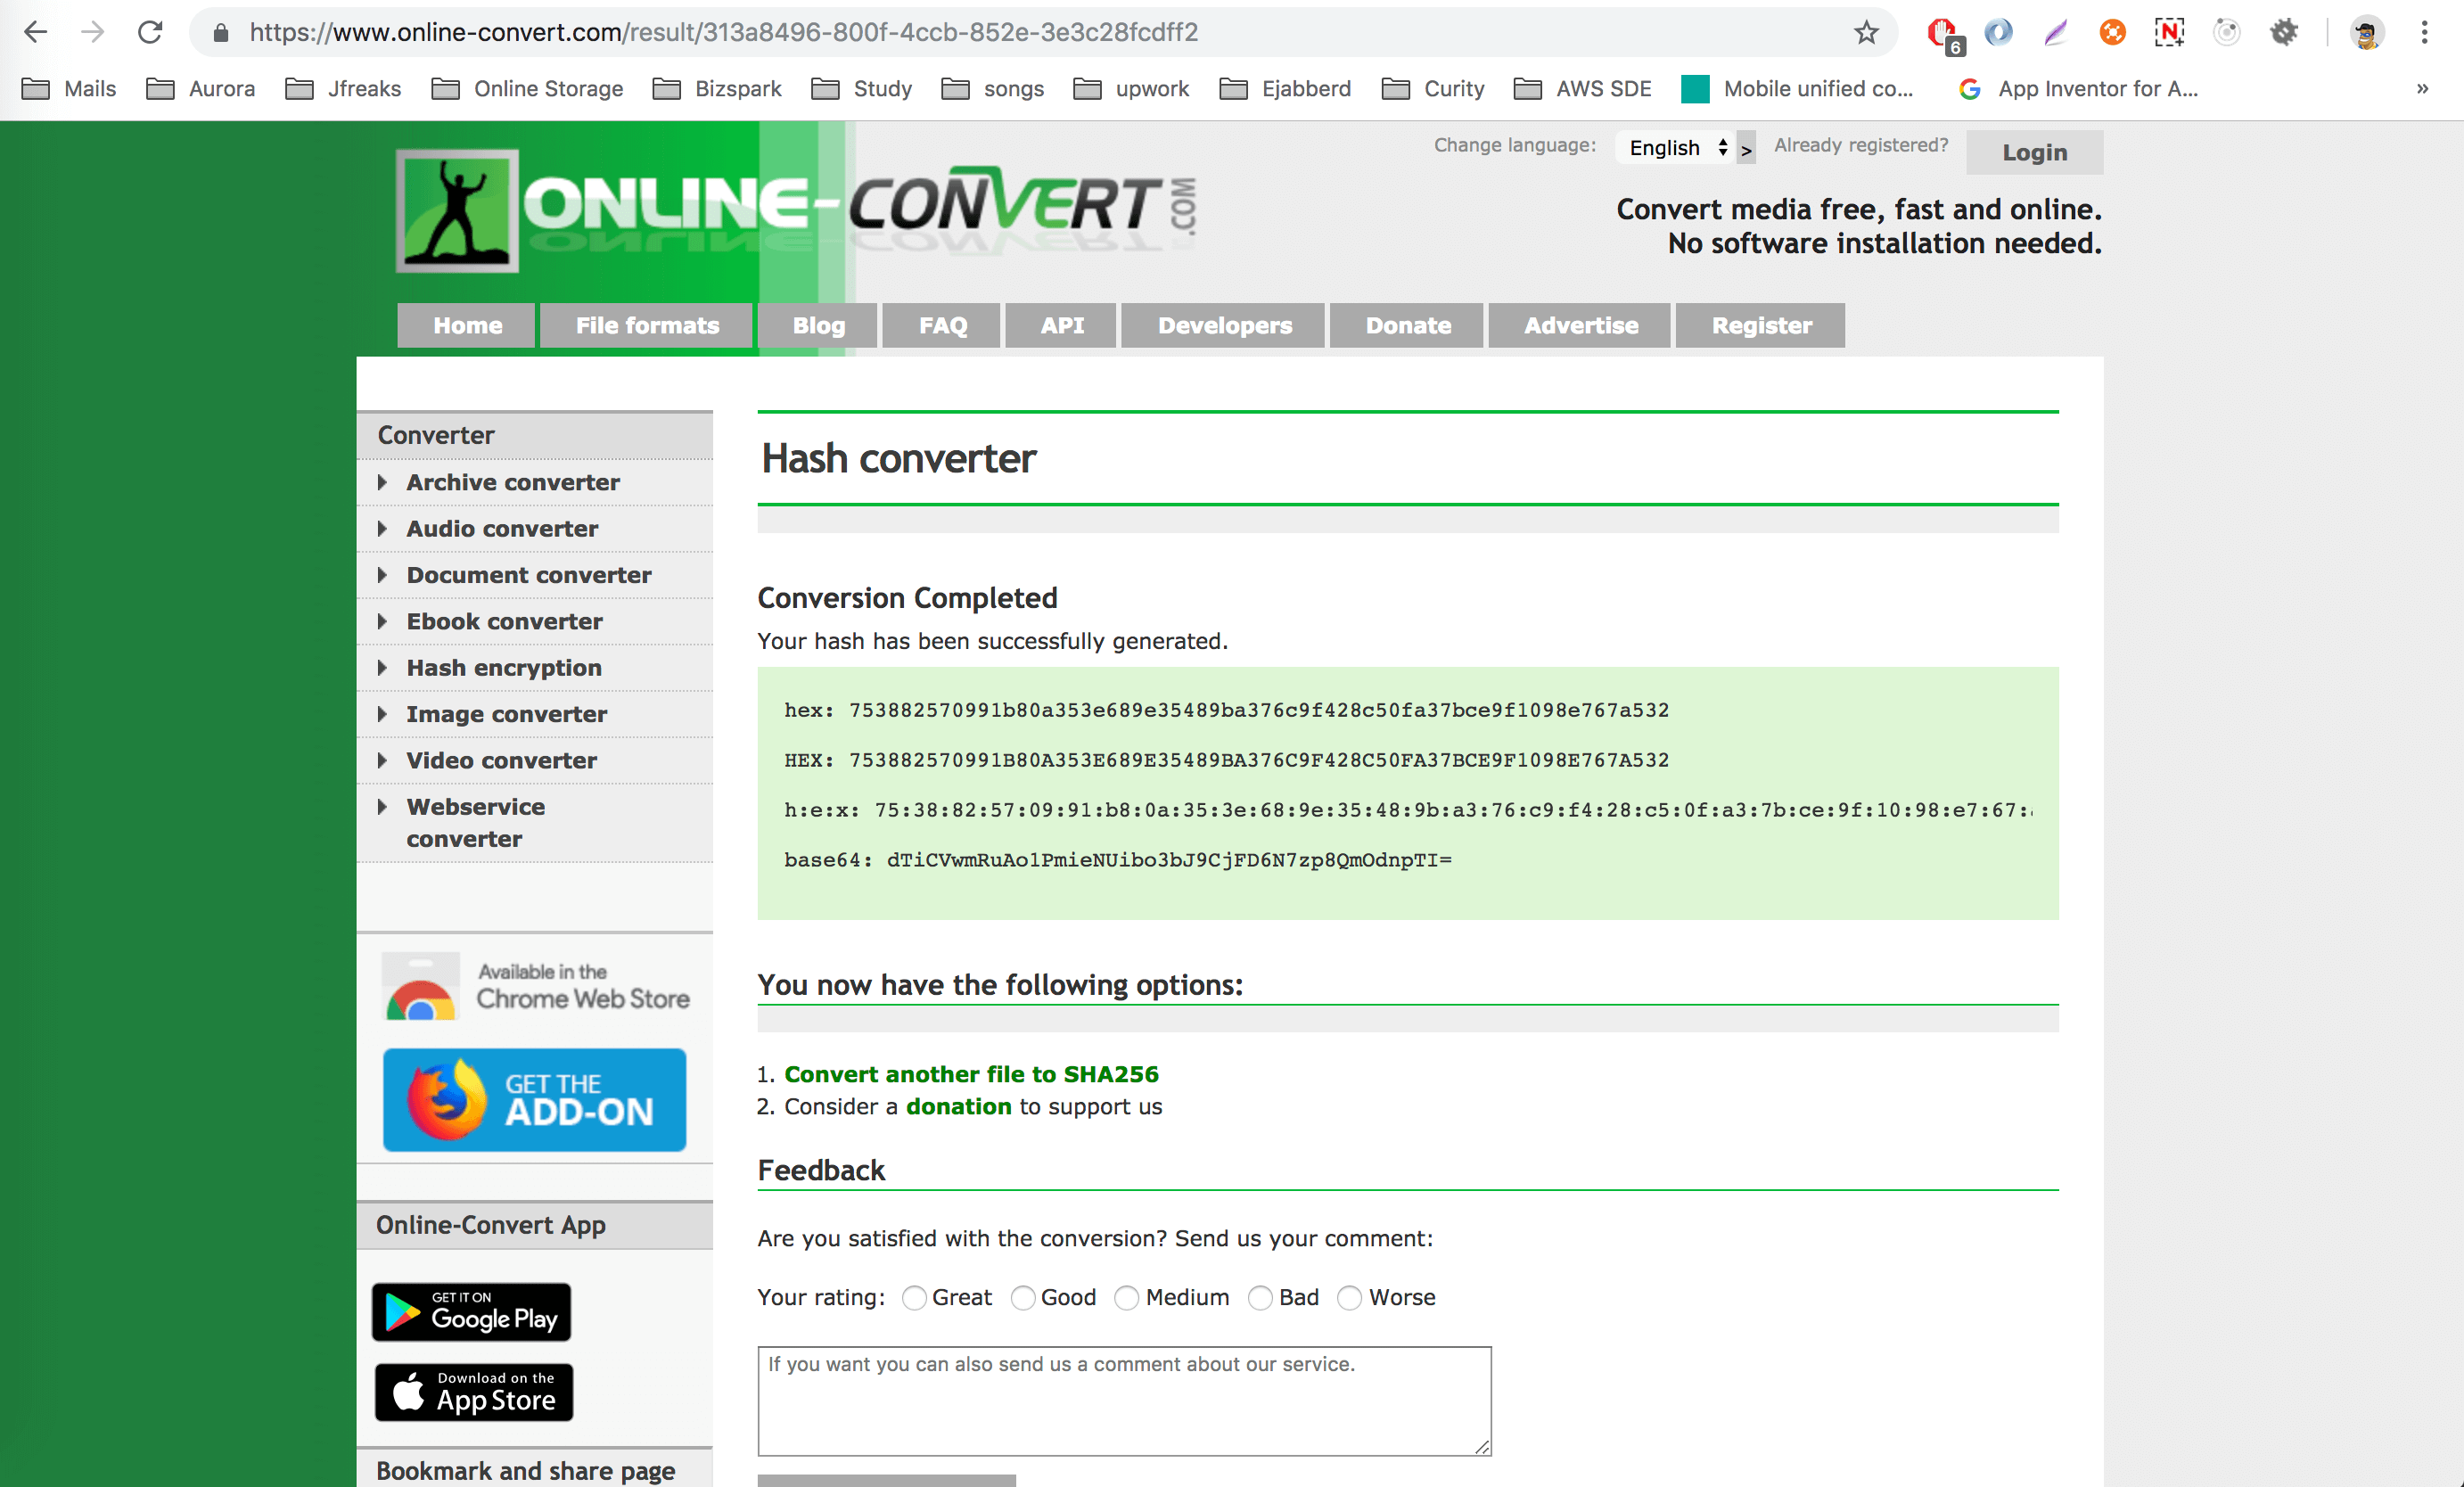 https://www.online-convert.com/result/313a8496-800f-4ccb-852e-3e3c28fcdff2
6
Mails Aurora Jfreaks Online Storage Bizspark Study songs upwork Ejabberd Curity AWS SDE Mobile unified co... App Inventor for A... »
Change language: English > Already registered? Login
ONLINE-CONVERT.COM
Convert media free, fast and online.
No software installation needed.
Home File formats Blog FAQ API Developers Donate Advertise Register
Converter
Archive converter
Audio converter
Document converter
Ebook converter
Hash encryption
Image converter
Video converter
Webservice
converter
Available in the
Chrome Web Store
GET THE
ADD-ON
Online-Convert App
GET IT ON
Google Play
Download on the
App Store
Bookmark and share page
Hash converter
Conversion Completed
Your hash has been successfully generated.
hex: 753882570991b80a353e689e35489ba376c9f428c50fa37bce9f1098e767a532
HEX: 753882570991B80A353E689E35489BA376C9F428C50FA37BCE9F1098E767A532
h:e:x: 75:38:82:57:09:91:b8:0a:35:3e:68:9e:35:48:9b:a3:76:c9:f4:28:c5:0f:a3:7b:ce:9f:10:98:e7:67:
base64: dTiCVwmRuAo1PmieNUibo3bJ9CjFD6N7zp8QmOdnpTI=
You now have the following options:
1. Convert another file to SHA256
2. Consider a donation to support us
Feedback
Are you satisfied with the conversion? Send us your comment:
Your rating: Great Good Medium Bad Worse
If you want you can also send us a comment about our service.